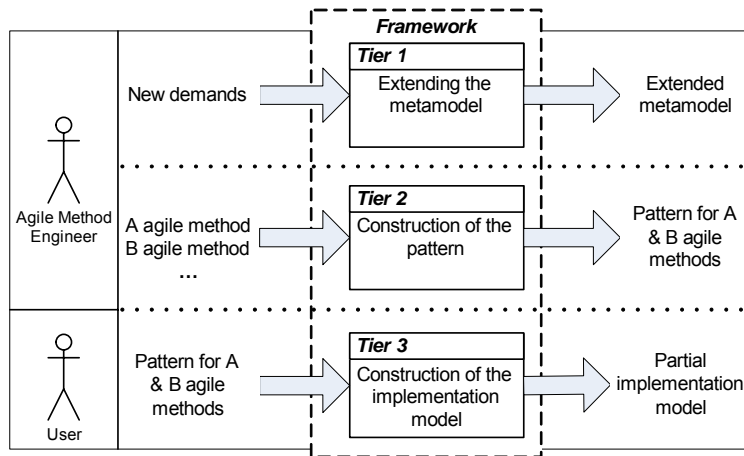 Framework
Tier 1
New demands
Extending the
metamodel
Extended
metamodel
Agile Method
Engineer
Tier 2
A agile method
B agile method
...
Construction of the
pattern
Pattern for A
& B agile
methods
Tier 3
Pattern for A
& B agile
methods
Construction of the
implementation
model
Partial
implementation
model
User